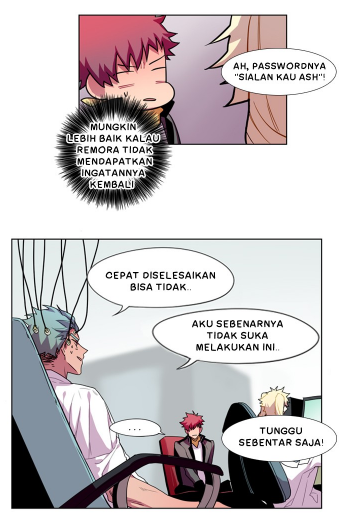 AH, PASSWORDNYA
"SIALAN KAU ASH"!
MUNGKIN
LEBIH BAIK KALAU
REMORA TIDAK
MENDAPATKAN
INGATANNYA
KEMBALI
CEPAT DISELESAIKAN
BISA TIDAK..
AKU SEBENARNYA
TIDAK SUKA
MELAKUKAN INI..
...
TUNGGU
SEBENTAR SAJA!